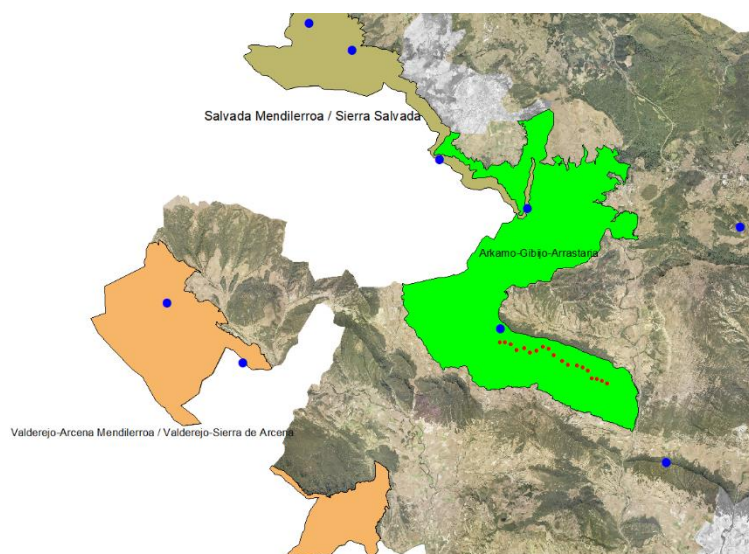 Salvada Mendilerroa / Sierra Salvada
Arkamo-Gibijo-Arrastaria
Valderejo-Arcena Mendilerroa / Valderejo-Sierra de Arcena